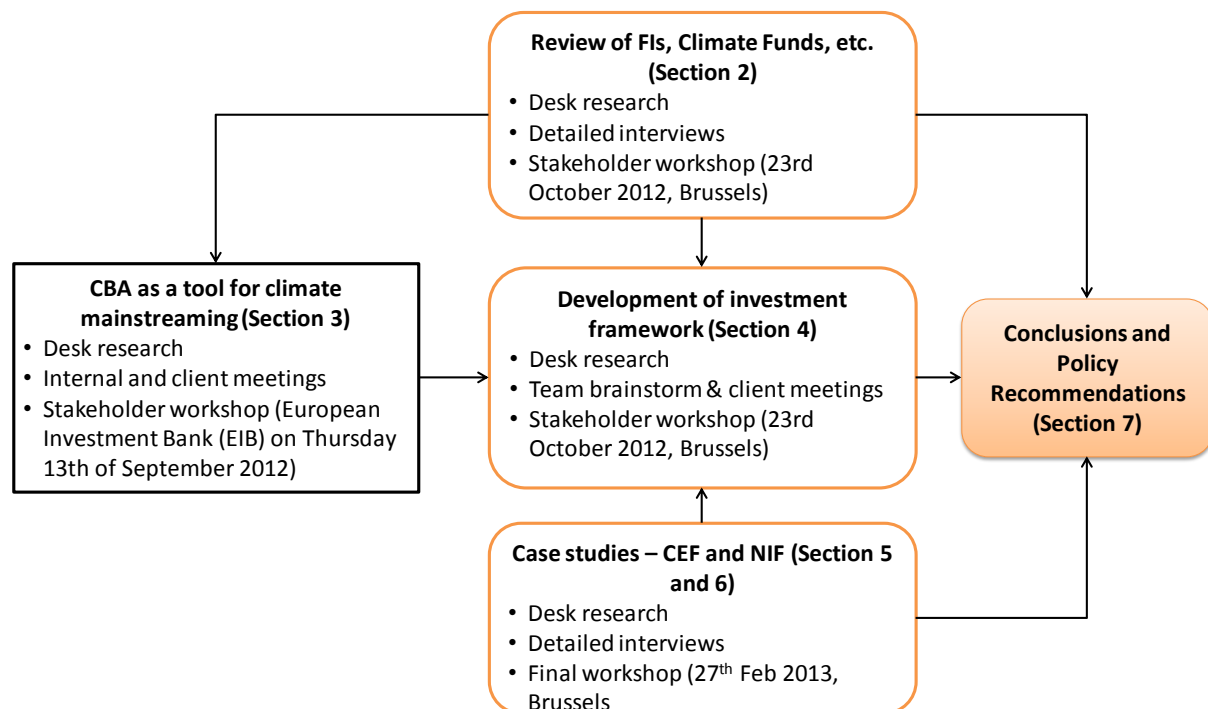 Review of FIs, Climate Funds, etc.
(Section 2)
• Desk research
• Detailed interviews
• Stakeholder workshop (23rd
October 2012, Brussels)
CBA as a tool for climate
mainstreaming (Section 3)
• Desk research
• Internal and client meetings
• Stakeholder workshop (European
Investment Bank (EIB) on Thursday
13th of September 2012)
Development of investment
framework (Section 4)
• Desk research
• Team brainstorm & client meetings
• Stakeholder workshop (23rd
October 2012, Brussels)
Conclusions and
Policy
Recommendations
(Section 7)
Case studies – CEF and NIF (Section 5
and 6)
• Desk research
• Detailed interviews
• Final workshop (27th Feb 2013,
Brussels